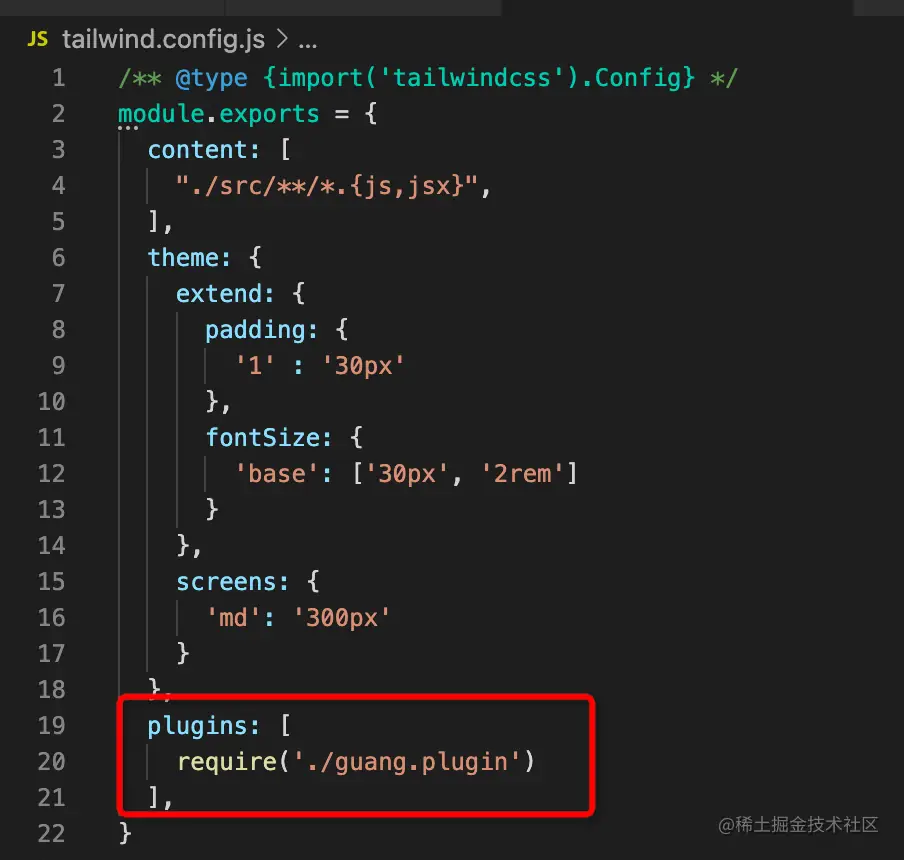 JS tailwind.config.js > ...
1 /** @type {import('tailwindcss').Config} */
2 module.exports = {
3 content: [
4 "./src/**/*.{js,jsx}",
5 ],
6 theme: {
7 extend: {
8 padding: {
9 '1' : '30px'
10 },
11 fontSize: {
12 'base': ['30px', '2rem']
13 }
14 },
15 screens: {
16 'md': '300px'
17 }
18 },
19 plugins: [
20 require('./guang.plugin')
21 ],
22 }
@稀土掘金技术社区